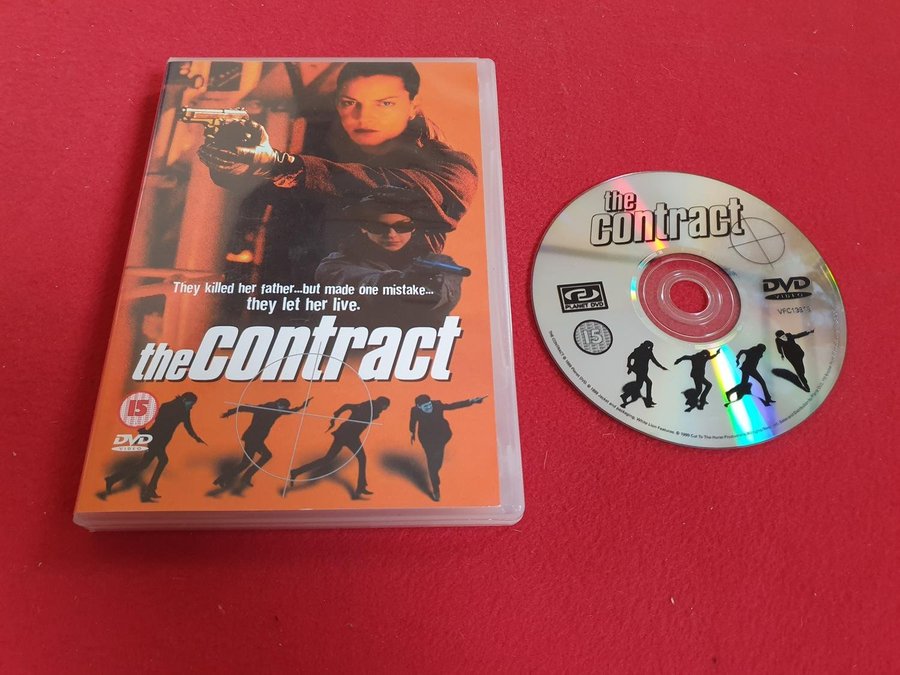 They killed her father...but made one mistake...
they let her live.
the contract
15
DVD
VIDEO
the
contract
PLANET DVD
DVD
VIDEO
15